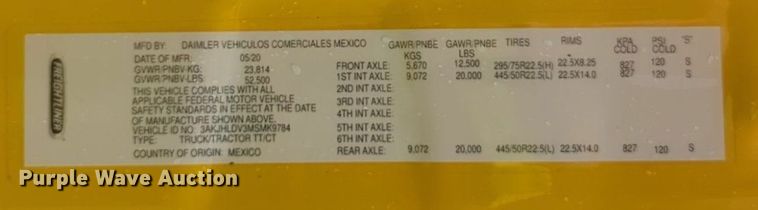 FREIGHTLINER
MFD BY: DAIMLER VEHICULOS COMERCIALES MEXICO GAWR/PNBE KGS GAWR/PNBE LBS TIRES RIMS KPA COLD PSI COLD "S"
DATE OF MFR: 05/20
GVWR/PNBV-KG: 23,814 FRONT AXLE: 5,670 12,500 295/75R22.5(H) 22.5X8.25 827 120 S
GVWR/PNBV-LBS: 52,500 1ST INT AXLE: 9,072 20,000 445/50R22.5(L) 22.5X14.0 827 120 S
THIS VEHICLE COMPLIES WITH ALL 2ND INT AXLE:
APPLICABLE FEDERAL MOTOR VEHICLE 3RD INT AXLE:
SAFETY STANDARDS IN EFFECT AT THE DATE
OF MANUFACTURE SHOWN ABOVE. 4TH INT AXLE:
VEHICLE ID NO: 3AKJHLDV3MSMK9784 5TH INT AXLE:
TYPE: TRUCK/TRACTOR TT/CT 6TH INT AXLE:
COUNTRY OF ORIGIN: MEXICO REAR AXLE: 9,072 20,000 445/50R22.5(L) 22.5X14.0 827 120 S
Purple Wave Auction